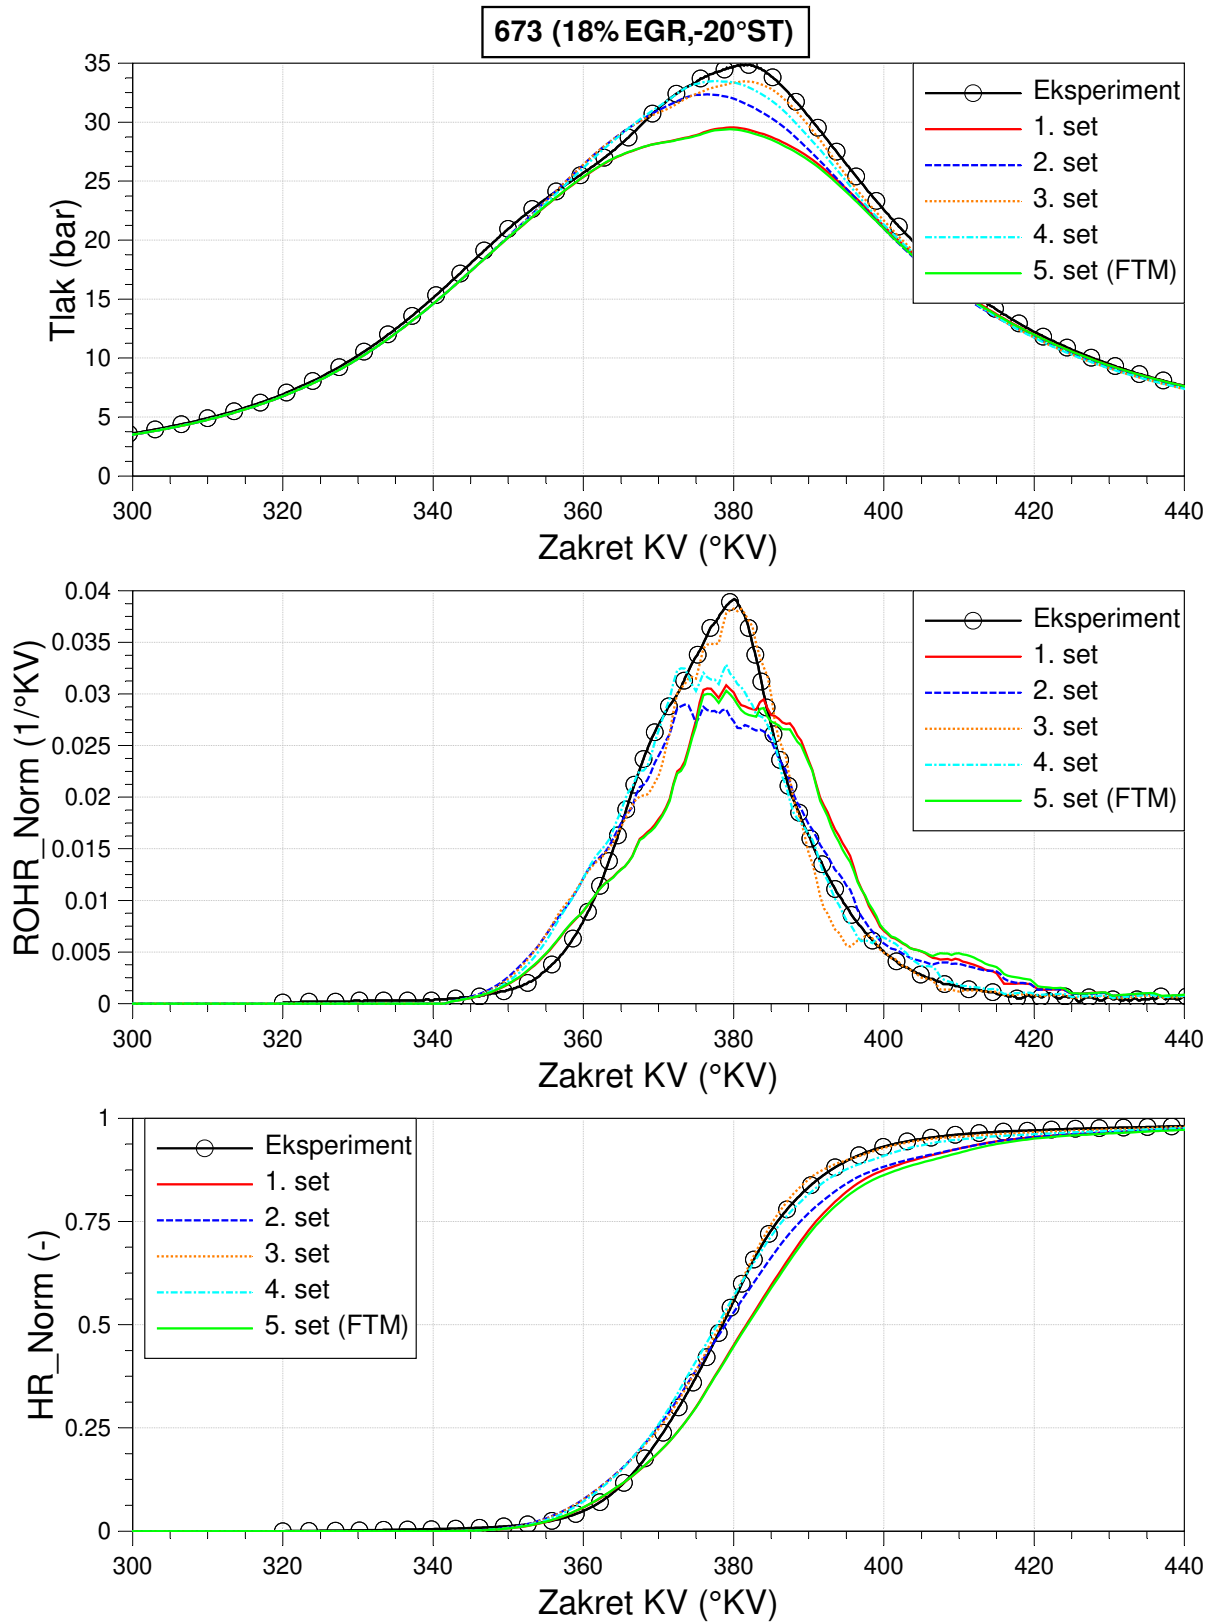 673 (18% EGR,-20°ST)
35
30
25
20
15
10
5
0
Tlak (bar)
Eksperiment
1. set
2. set
3. set
4. set
5. set (FTM)
300 320 340 360 380 400 420 440
Zakret KV (°KV)
0.04
0.035
0.03
0.025
0.02
0.015
0.01
0.005
0
ROHR_Norm (1/°KV)
Eksperiment
1. set
2. set
3. set
4. set
5. set (FTM)
300 320 340 360 380 400 420 440
Zakret KV (°KV)
1
0.75
0.5
0.25
0
HR_Norm (-)
Eksperiment
1. set
2. set
3. set
4. set
5. set (FTM)
300 320 340 360 380 400 420 440
Zakret KV (°KV)